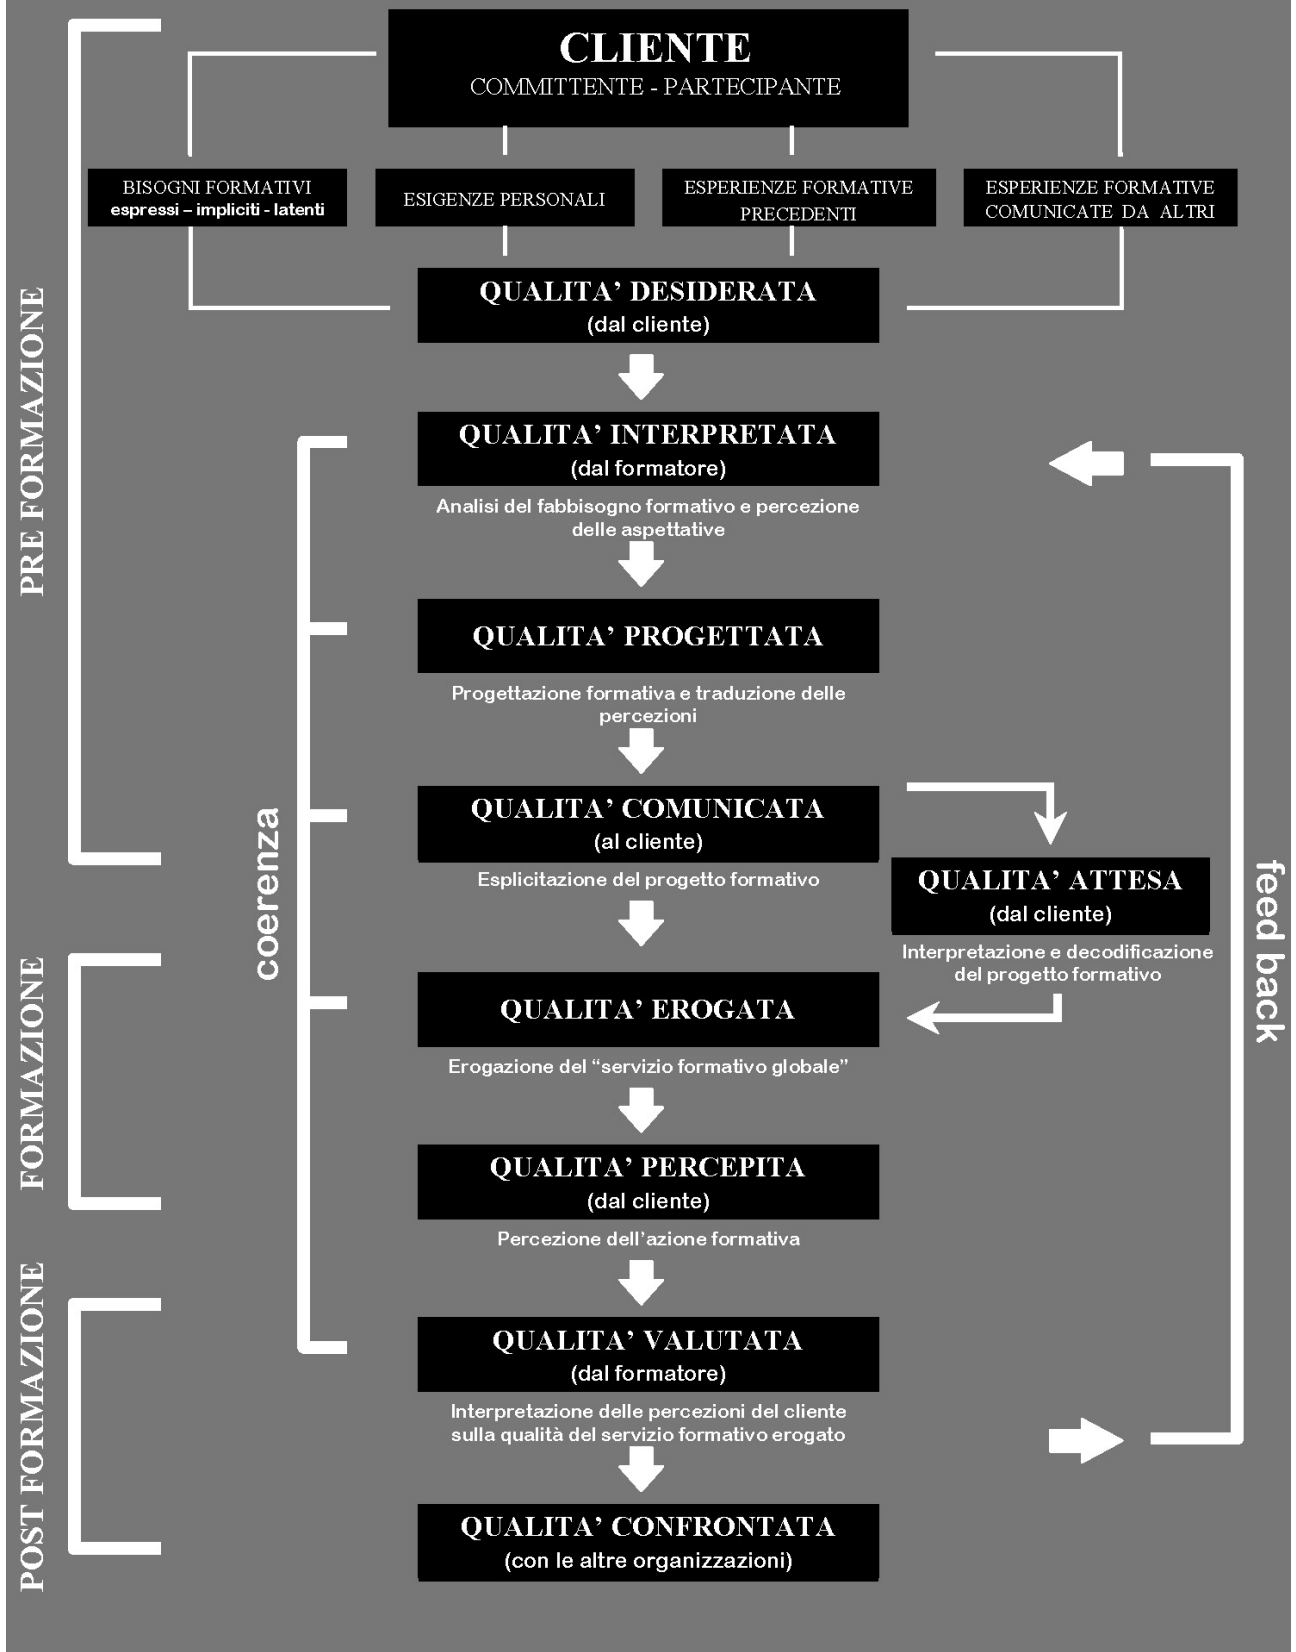 CLIENTE
COMMITTENTE - PARTECIPANTE
BISOGNI FORMATIVI
espressi – impliciti - latenti
ESIGENZE PERSONALI
ESPERIENZE FORMATIVE
PRECEDENTI
ESPERIENZE FORMATIVE
COMUNICATE DA ALTRI
QUALITA’ DESIDERATA
(dal cliente)
PRE FORMAZIONE
QUALITA’ INTERPRETATA
(dal formatore)
Analisi del fabbisogno formativo e percezione
delle aspettative
QUALITA’ PROGETTATA
Progettazione formativa e traduzione delle
percezioni
QUALITA’ COMUNICATA
(al cliente)
Esplicitazione del progetto formativo
coerenza
QUALITA’ ATTESA
(dal cliente)
Interpretazione e decodificazione
del progetto formativo
feed back
FORMAZIONE
QUALITA’ EROGATA
Erogazione del “servizio formativo globale”
QUALITA’ PERCEPITA
(dal cliente)
Percezione dell’azione formativa
POST FORMAZIONE
QUALITA’ VALUTATA
(dal formatore)
Interpretazione delle percezioni del cliente
sulla qualità del servizio formativo erogato
QUALITA’ CONFRONTATA
(con le altre organizzazioni)